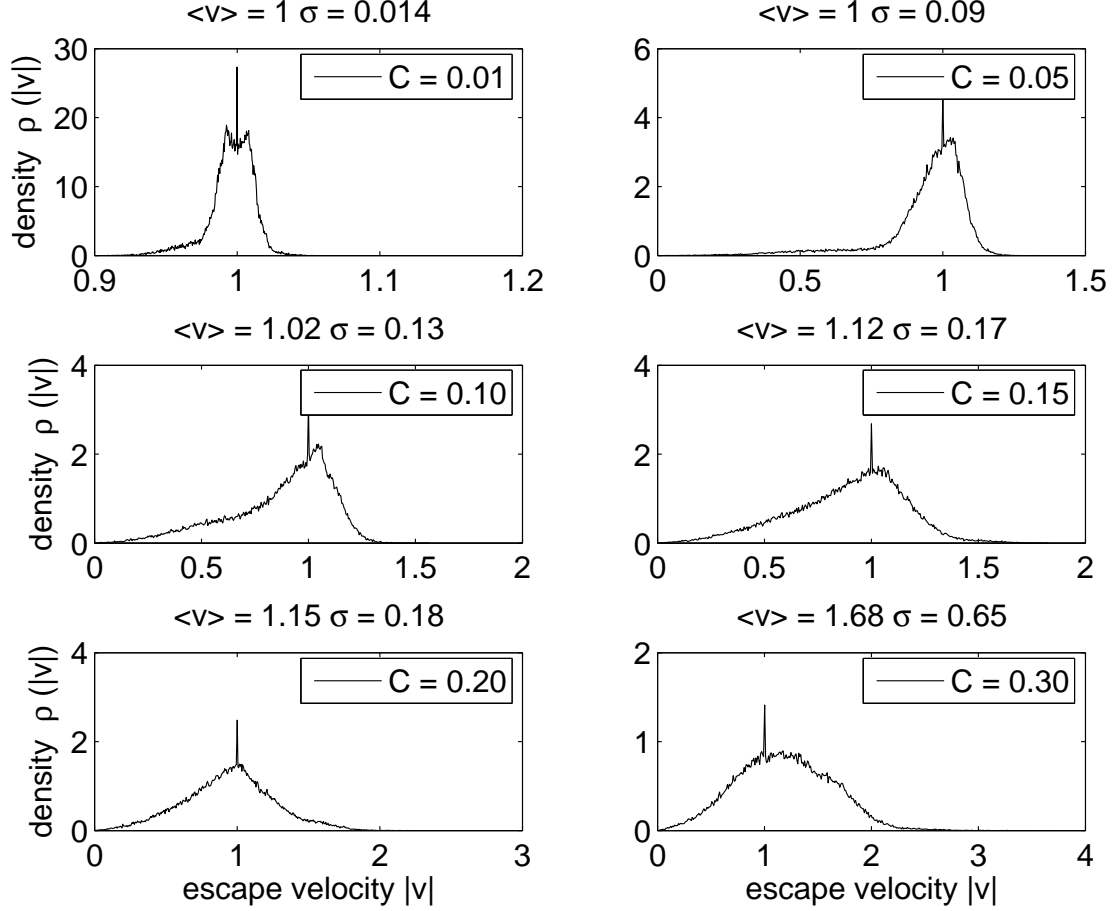 <v> = 1 σ = 0.014
30
20
10
0
0.9
1
1.1
1.2
density ρ (|v|)
C = 0.01
<v> = 1 σ = 0.09
6
4
2
0
0
0.5
1
1.5
C = 0.05
<v> = 1.02 σ = 0.13
4
2
0
0
0.5
1
1.5
2
density ρ (|v|)
C = 0.10
<v> = 1.12 σ = 0.17
4
2
0
0
0.5
1
1.5
2
C = 0.15
<v> = 1.15 σ = 0.18
4
2
0
0
1
2
3
density ρ (|v|)
escape velocity |v|
C = 0.20
<v> = 1.68 σ = 0.65
2
1
0
0
1
2
3
4
escape velocity |v|
C = 0.30